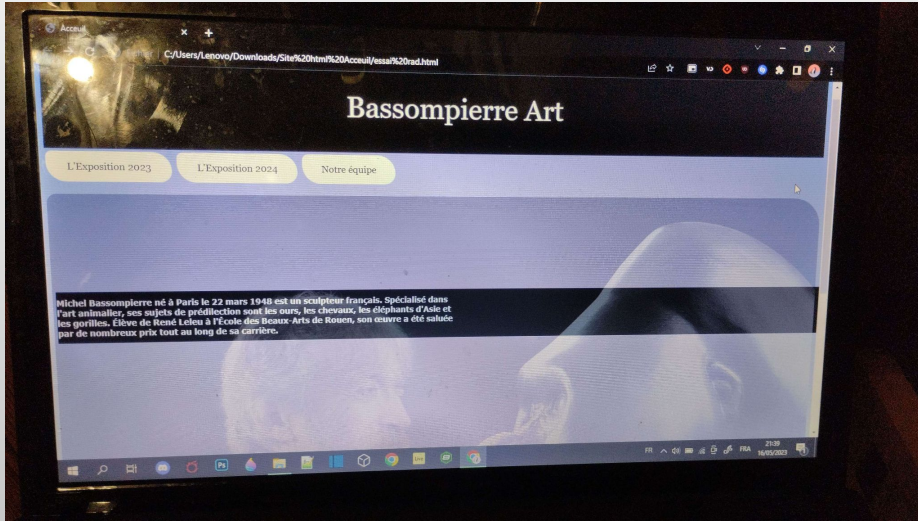 Acceuil
C:/Users/Lenovo/Downloads/Site%20html%20Acceuil/essai%20rad.html
Bassompierre Art
L'Exposition 2023
L'Exposition 2024
Notre équipe
Michel Bassompierre né à Paris le 22 mars 1948 est un sculpteur français. Spécialisé dans
l'art animalier, ses sujets de prédilection sont les ours, les chevaux, les éléphants d'Asie et
les gorilles. Élève de René Leleu à l'École des Beaux-Arts de Rouen, son œuvre a été saluée
par de nombreux prix tout au long de sa carrière.
Ps
FR
FRA
21:39
16/05/2023